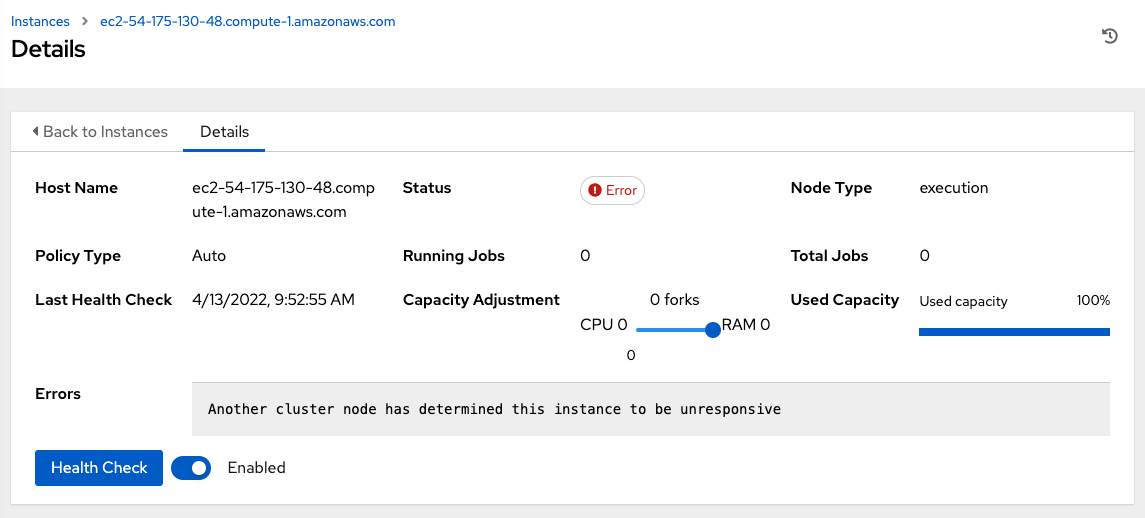 Instances > ec2-54-175-130-48.compute-1.amazonaws.com
Details
Back to Instances Details
Host Name ec2-54-175-130-48.comp
ute-1.amazonaws.com Status Error Node Type execution
Policy Type Auto Running Jobs 0 Total Jobs 0
Last Health Check 4/13/2022, 9:52:55 AM Capacity Adjustment 0 forks
CPU 0 RAM 0
0
Used Capacity Used capacity 100%
Errors Another cluster node has determined this instance to be unresponsive
Health Check Enabled